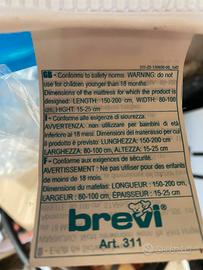 GB - Conforms to safety norms WARNING: do not
use for children younger than 18 months.
Dimensions of the mattress for which the product is
designed: LENGTH: 150-200 cm, WIDTH: 80-100
cm, HIGHT: 15-25 cm
I - Conforme alle esigenze di sicurezza.
AVVERTENZA: non utilizzare per bambini di età
inferiore ai 18 mesi. Dimensioni dei materassi per cui il
prodotto è previsto: LUNGHEZZA: 150-200 cm,
LARGHEZZA: 80-100 cm, ALTEZZA: 15-25 cm
F - Conforme aux exigences de sécurité.
AVERTISSEMENT: Ne pas utiliser pour des enfants
de moins de 18 mois.
Dimensions du matelas: LONGUEUR: 150-200 cm,
LARGEUR: 80-100 cm, ÉPAISSEUR: 15-25 cm
brevi
Art. 311